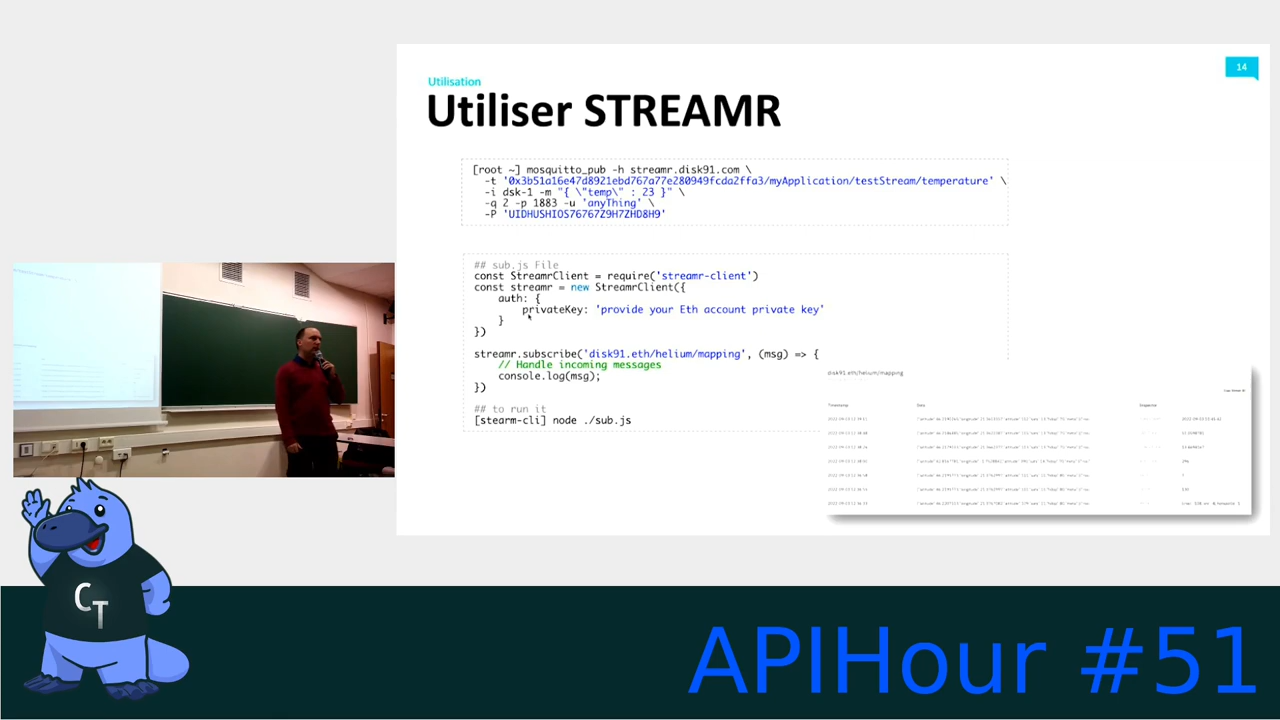 14
Utilisation
Utiliser STREAMR
[root ~] mosquitto_pub -h streamr.disk91.com \
-t '0x3b51a16e47d8921ebd767a77e280949fcda2ffa3/myApplication/testStream/temperature' \
-i dsk-1 -m "{ \"temp\" : 23 }" \
-q 2 -p 1883 -u 'anyThing' \
-P 'UIDHUSHIOS76767Z9H7ZHD8H9'
## sub.js File
const StreamrClient = require('streamr-client')
const streamr = new StreamrClient({
auth: {
privateKey: 'provide your Eth account private key'
}
})
streamr.subscribe('disk91.eth/helium/mapping', (msg) => {
// Handle incoming messages
console.log(msg);
})
## to run it
[stearm-cli] node ./sub.js
disk91.eth/helium/mapping
Timestamp Data
CT
APIHour #51